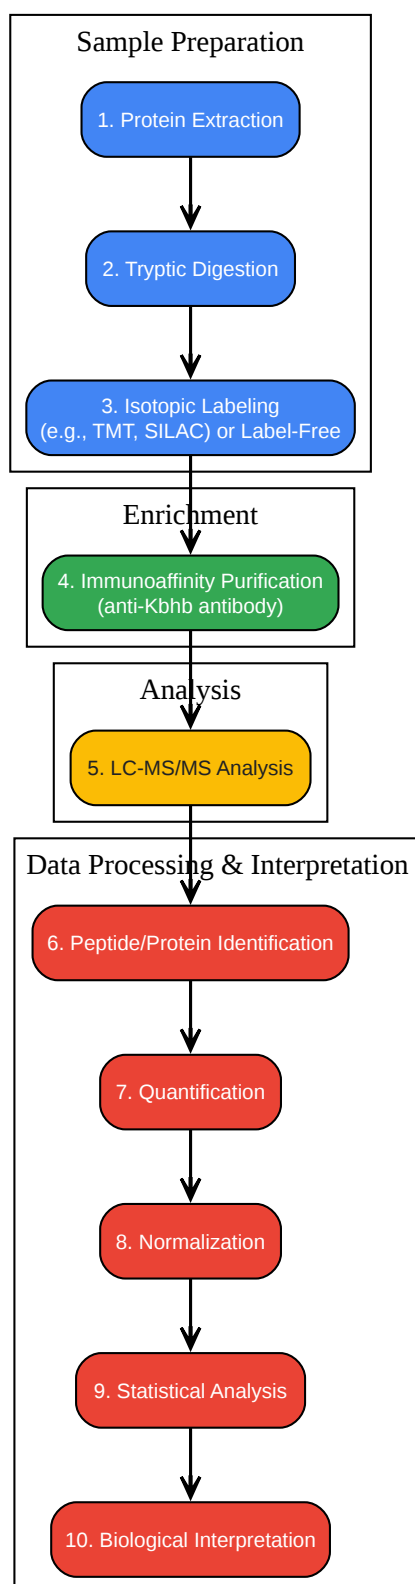 Sample Preparation
1. Protein Extraction
2. Tryptic Digestion
3. Isotopic Labeling
(e.g., TMT, SILAC) or Label-Free
Enrichment
4. Immunoaffinity Purification
(anti-Kbhb antibody)
Analysis
5. LC-MS/MS Analysis
Data Processing & Interpretation
6. Peptide/Protein Identification
7. Quantification
8. Normalization
9. Statistical Analysis
10. Biological Interpretation